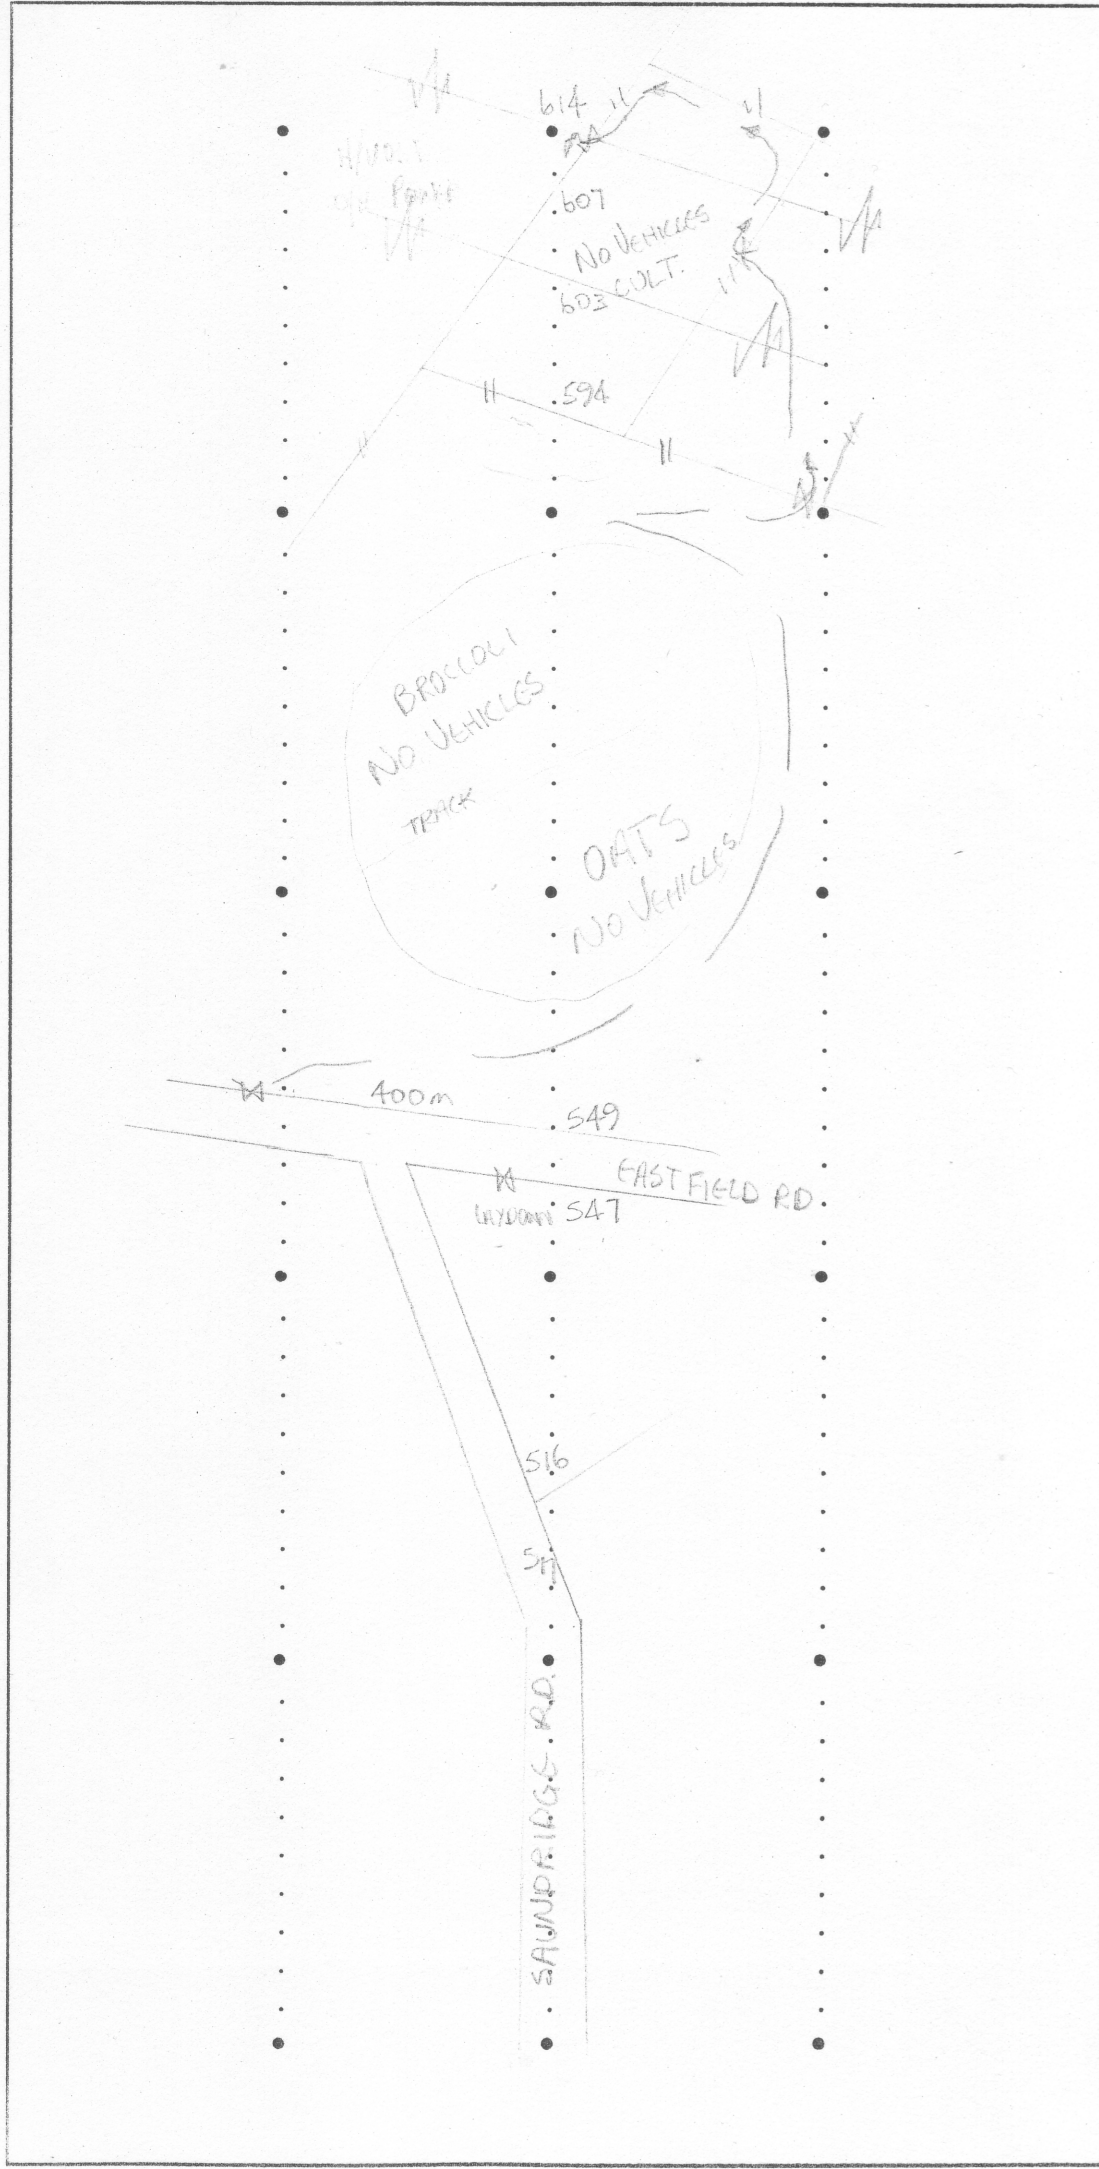 614
H/VOLT
O/H POWER
607
NO VEHICLES
CULT.
603
594
BROCCOLI
NO VEHICLES
TRACK
OATS
NO VEHICLES
400m
549
EASTFIELD RD
LAYDOWN
547
516
SAUNDRIDGE RD.